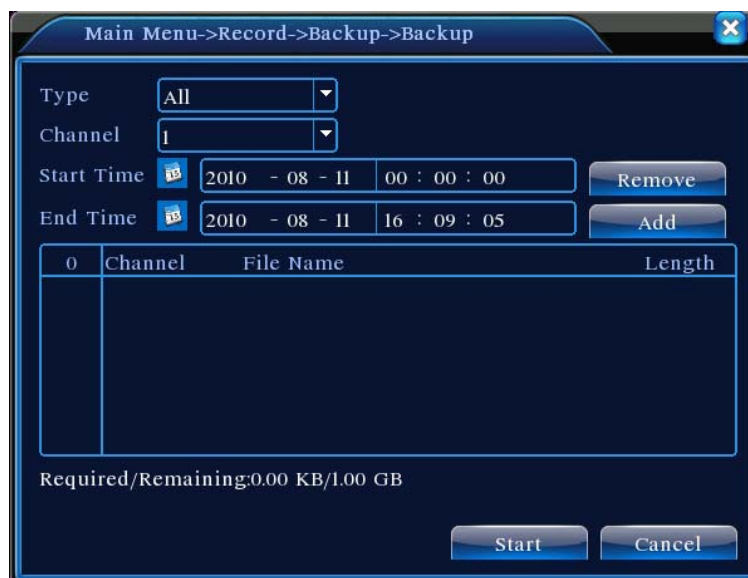 Main Menu->Record->Backup->Backup
Type All
Channel 1
Start Time 15 2010 - 08 - 11 00 : 00 : 00 Remove
End Time 15 2010 - 08 - 11 16 : 09 : 05 Add
0 Channel File Name Length
Required/Remaining:0.00 KB/1.00 GB
Start Cancel